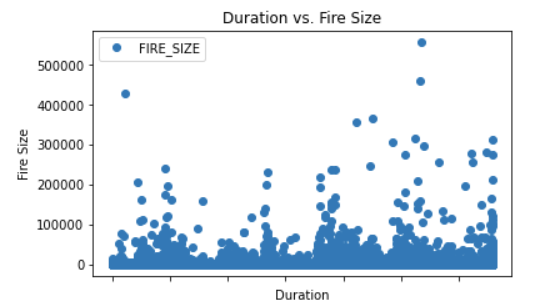 Duration vs. Fire Size
FIRE_SIZE
500000
400000
300000
200000
100000
0
Fire Size
Duration